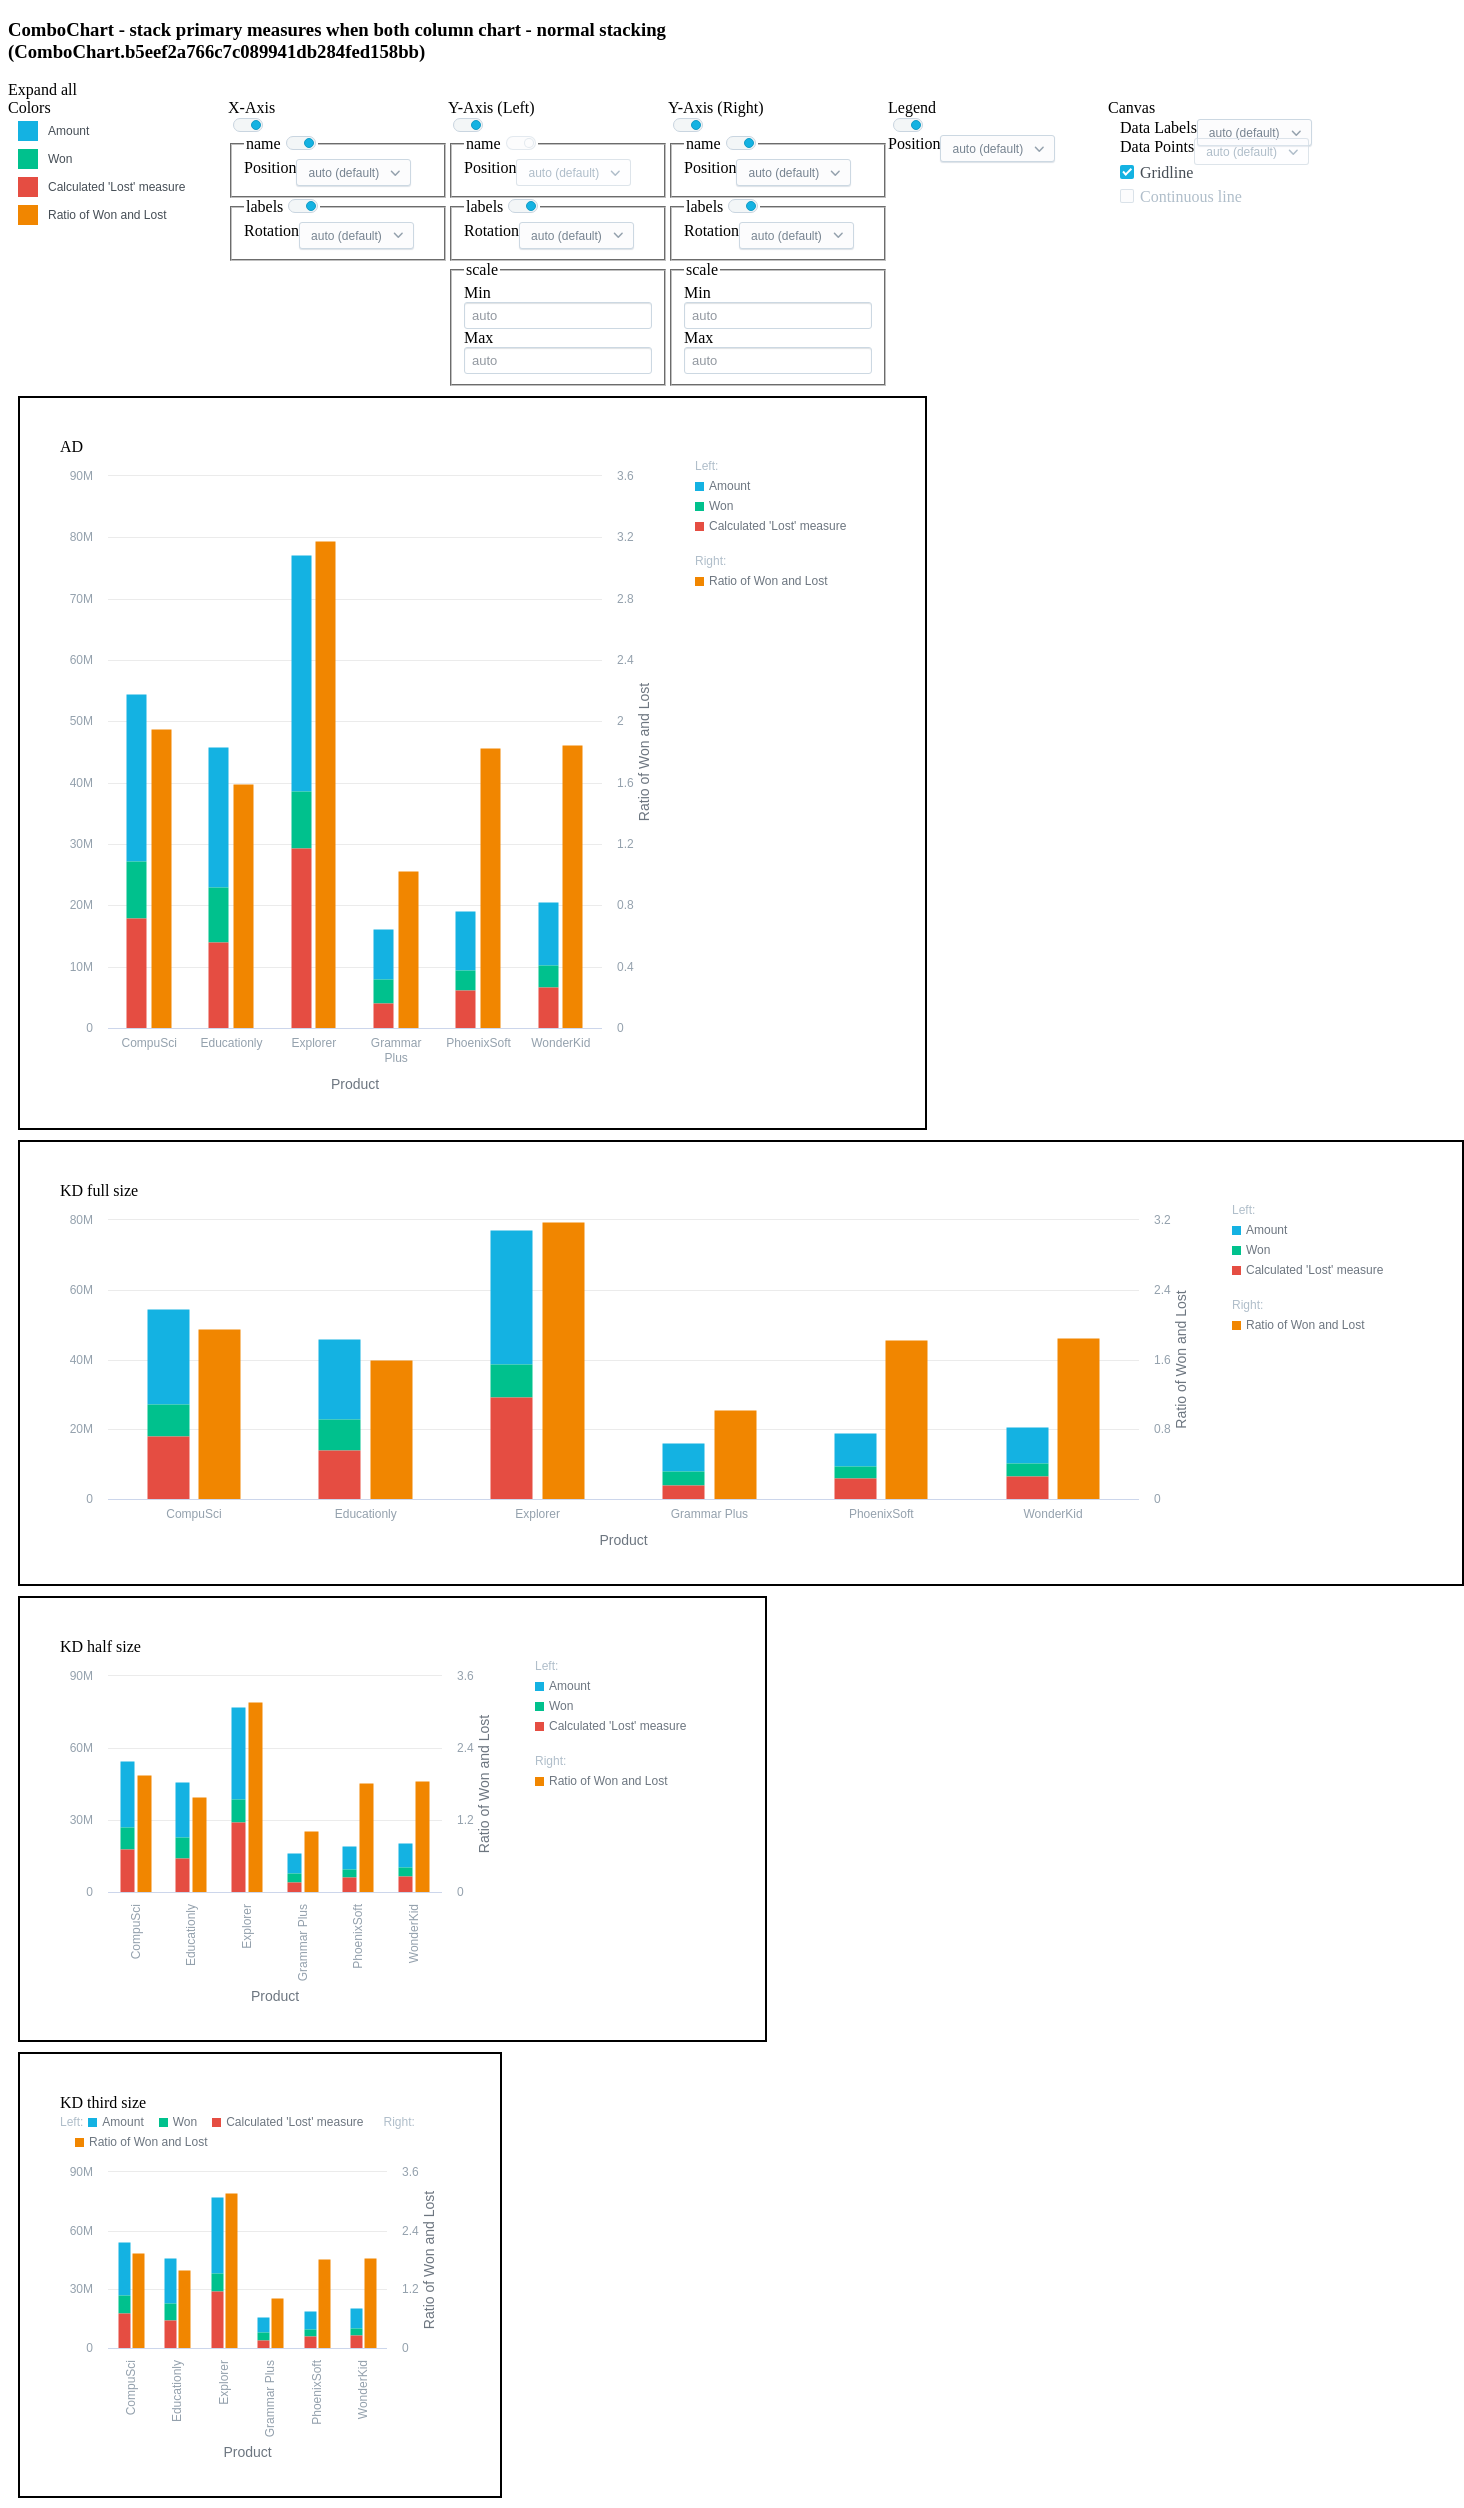 ComboChart - stack primary measures when both column chart - normal stacking
(ComboChart.b5eef2a766c7c089941db284fed158bb)
Expand all
Colors
Amount
Won
Calculated 'Lost' measure
Ratio of Won and Lost
X-Axis
name
Position auto (default)
labels
Rotation auto (default)
Y-Axis (Left)
name
Position auto (default)
labels
Rotation auto (default)
scale
Min
auto
Max
auto
Y-Axis (Right)
name
Position auto (default)
labels
Rotation auto (default)
scale
Min
auto
Max
auto
Legend
Position auto (default)
Canvas
Data Labels auto (default)
Data Points auto (default)
Gridline
Continuous line
AD
90M
80M
70M
60M
50M
40M
30M
20M
10M
0
3.6
3.2
2.8
2.4
2
1.6
1.2
0.8
0.4
0
Ratio of Won and Lost
CompuSci
Educationly
Explorer
Grammar
Plus
PhoenixSoft
WonderKid
Product
Left:
Amount
Won
Calculated 'Lost' measure
Right:
Ratio of Won and Lost
KD full size
80M
60M
40M
20M
0
3.2
2.4
1.6
0.8
0
Ratio of Won and Lost
CompuSci
Educationly
Explorer
Grammar Plus
PhoenixSoft
WonderKid
Product
Left:
Amount
Won
Calculated 'Lost' measure
Right:
Ratio of Won and Lost
KD half size
90M
60M
30M
0
3.6
2.4
1.2
0
Ratio of Won and Lost
CompuSci
Educationly
Explorer
Grammar Plus
PhoenixSoft
WonderKid
Product
Left:
Amount
Won
Calculated 'Lost' measure
Right:
Ratio of Won and Lost
KD third size
Left: Amount Won Calculated 'Lost' measure Right:
Ratio of Won and Lost
90M
60M
30M
0
3.6
2.4
1.2
0
Ratio of Won and Lost
CompuSci
Educationly
Explorer
Grammar Plus
PhoenixSoft
WonderKid
Product